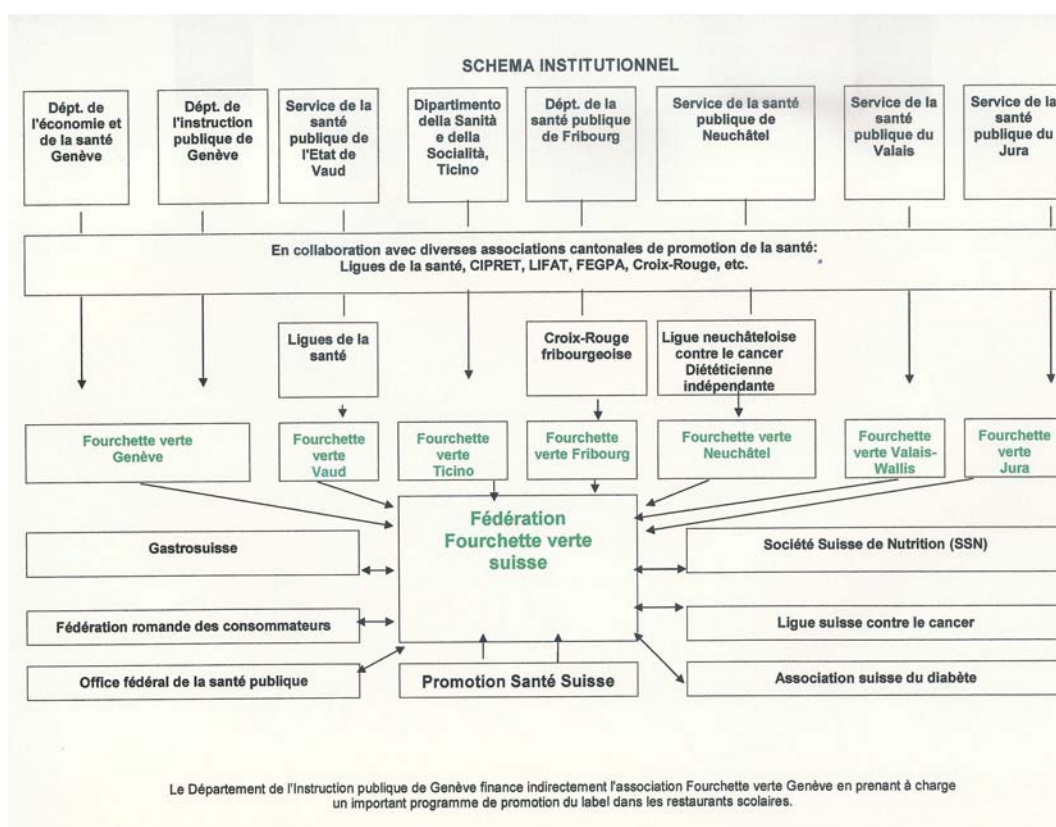 SCHEMA INSTITUTIONNEL
Dépt. de
l'économie et
de la santé
Genève
Dépt. de
l'instruction
publique de
Genève
Service de la
santé
publique de
l'Etat de
Vaud
Dipartimento
della Sanità
e della
Socialità,
Ticino
Dépt. de la
santé publique
de Fribourg
Service de la santé
publique de
Neuchâtel
Service de la
santé
publique du
Valais
Service de la
santé
publique du
Jura
En collaboration avec diverses associations cantonales de promotion de la santé:
Ligues de la santé, CIPRET, LIFAT, FEGPA, Croix-Rouge, etc.
Ligues de la
santé
Croix-Rouge
fribourgeoise
Ligue neuchâteloise
contre le cancer
Diététicienne
indépendante
Fourchette verte
Genève
Fourchette
verte
Vaud
Fourchette
verte
Ticino
Fourchette
verte Fribourg
Fourchette verte
Neuchâtel
Fourchette
verte Valais-
Wallis
Fourchette
verte
Jura
Fédération
Fourchette verte
suisse
Gastrosuisse
Société Suisse de Nutrition (SSN)
Fédération romande des consommateurs
Ligue suisse contre le cancer
Office fédéral de la santé publique
Promotion Santé Suisse
Association suisse du diabète
Le Département de l'Instruction publique de Genève finance indirectement l'association Fourchette verte Genève en prenant à charge
un important programme de promotion du label dans les restaurants scolaires.